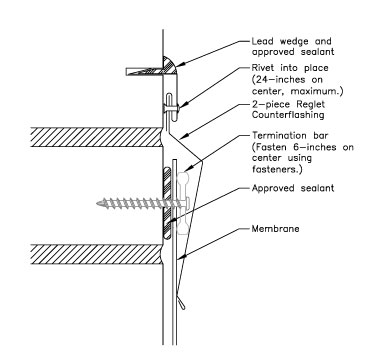 Lead wedge and
approved sealant
Rivet into place
(24-inches on
center, maximum.)
2-piece Reglet
Counterflashing
Termination bar
(Fasten 6-inches on
center using
fasteners.)
Approved sealant
Membrane